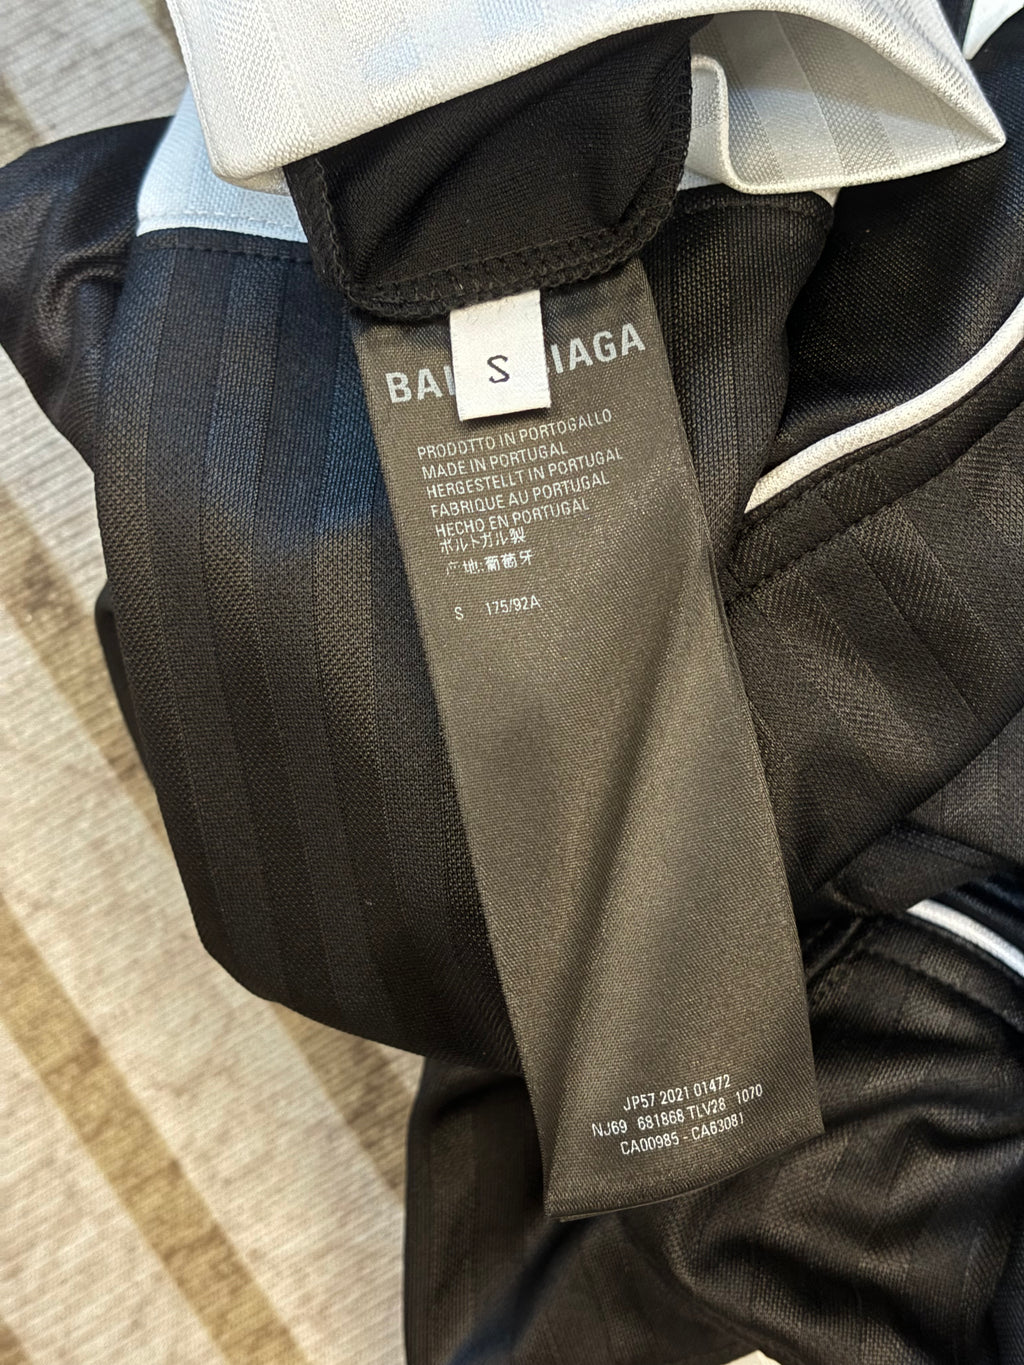 S
BAL IAGA
PRODOTTO IN PORTOGALLO
MADE IN PORTUGAL
HERGESTELLT IN PORTUGAL
FABRIQUE AU PORTUGAL
HECHO EN PORTUGAL
ポルトガル製
产地:葡萄牙
S 175/92A
JP57 2021 01472
NJ69 681868 TLV28 1070
CA00985 - CA63081